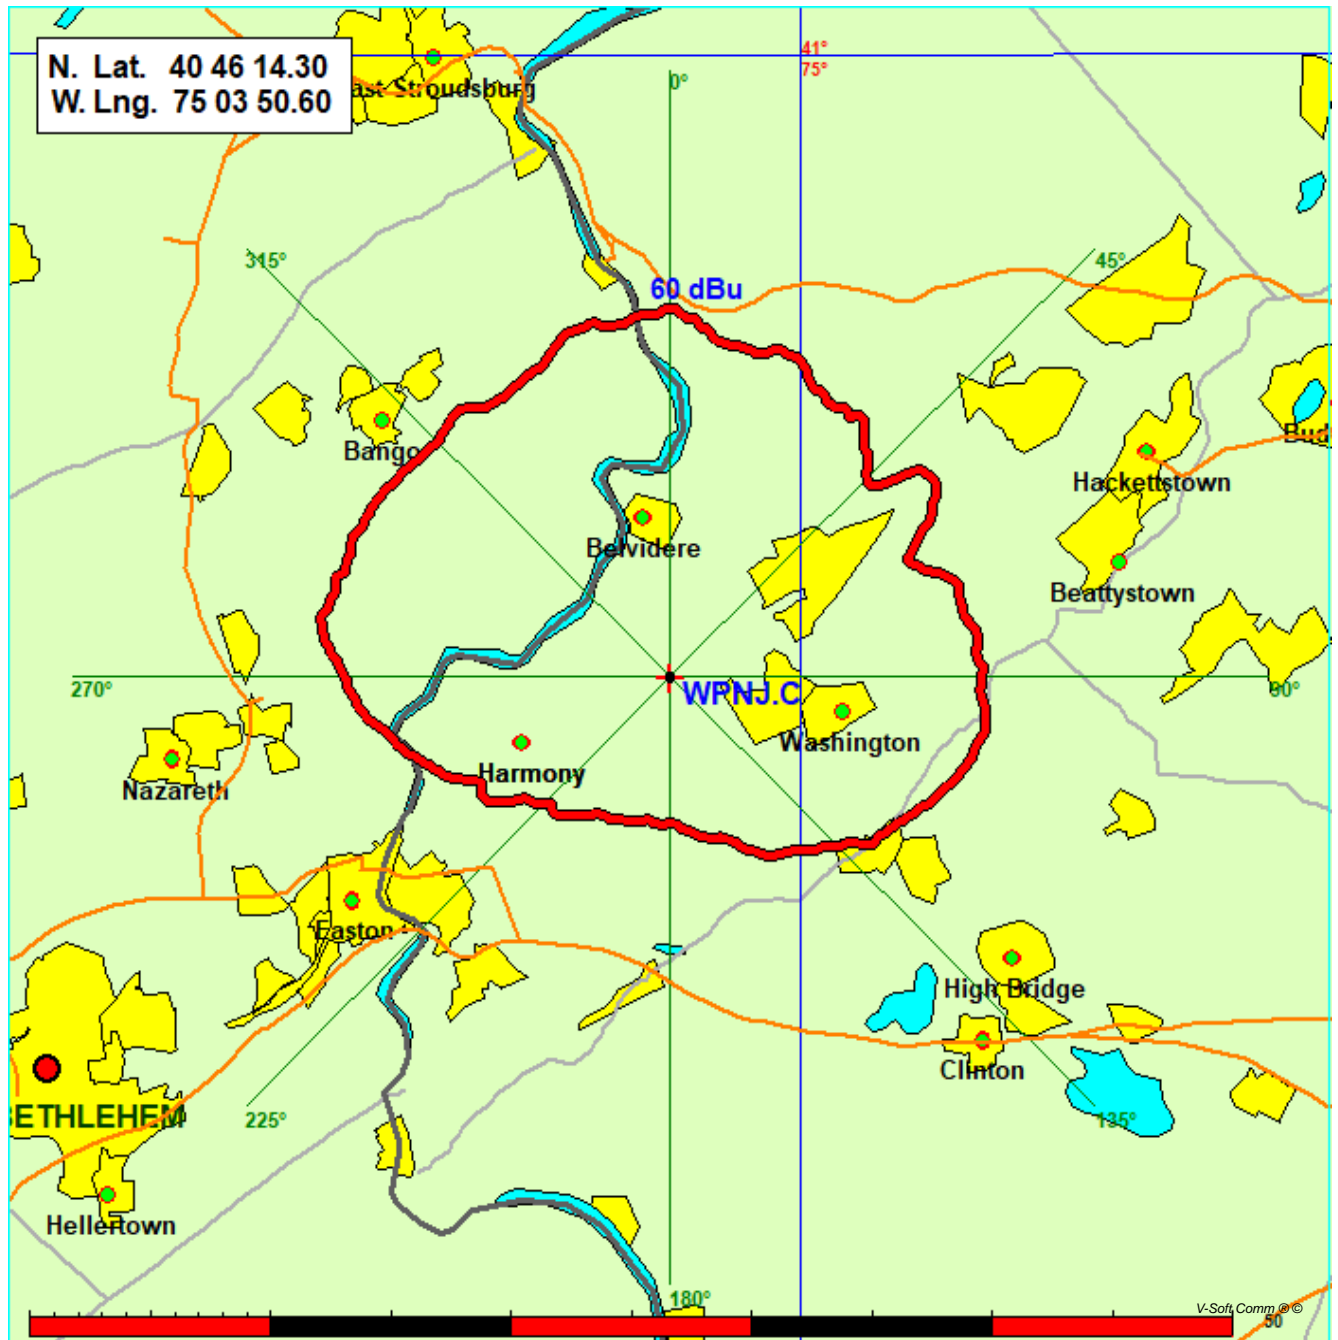 N. Lat. 40 46 14.30
W. Lng. 75 03 50.60
41°
75°
0°
ast Stroudsburg
315°
45°
60 dBu
Bango
Hackettstown
Belvidere
Beattystown
270°
WPNJ.C
90°
Washington
Harmony
Nazareth
Easton
High Bridge
Clinton
BETHLEHEM
225°
135°
Hellertown
180°
V-Soft Comm ® ©
50